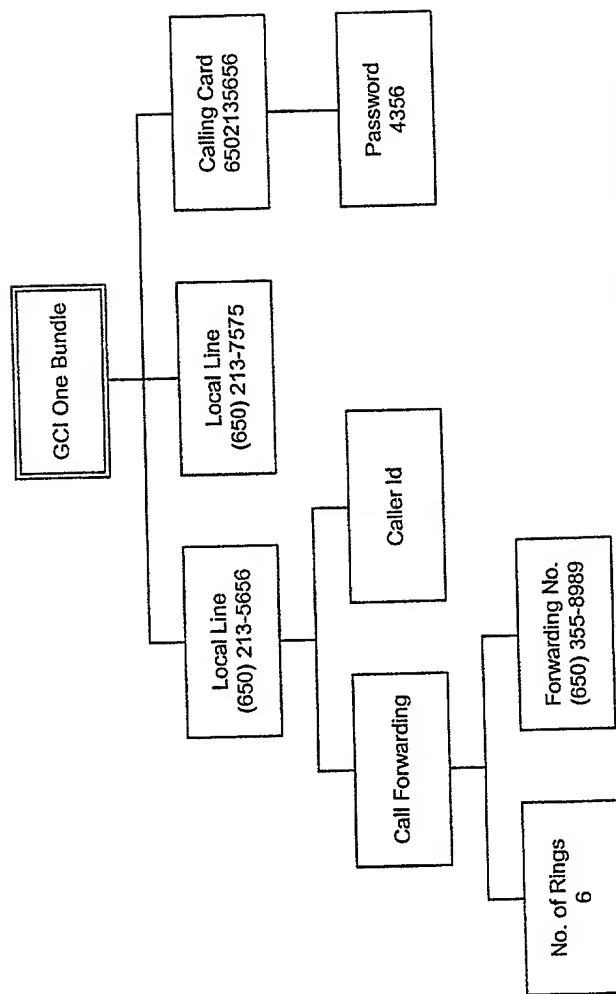 GCI One Bundle
Local Line
(650) 213-5656
Local Line
(650) 213-7575
Calling Card
6502135656
Call Forwarding
Caller Id
Password
4356
No. of Rings
6
Forwarding No.
(650) 355-8989